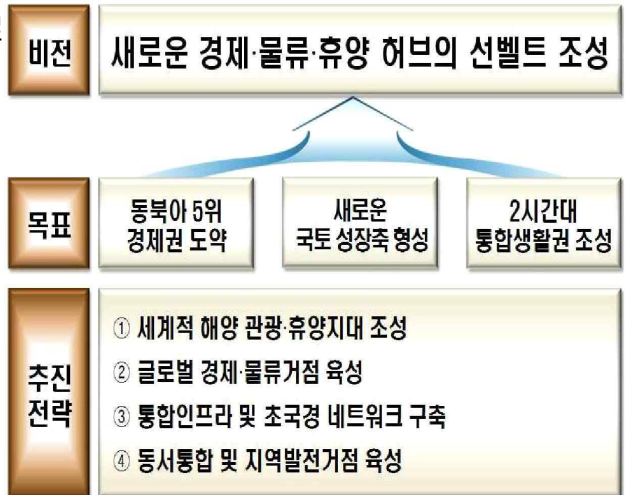 비전
새로운 경제·물류·휴양 허브의 선벨트 조성
목표
동북아 5위
경제권 도약
새로운
국토 성장축 형성
2시간대
통합생활권 조성
추진
전략
① 세계적 해양 관광·휴양지대 조성
② 글로벌 경제·물류거점 육성
③ 통합인프라 및 초국경 네트워크 구축
④ 동서통합 및 지역발전거점 육성